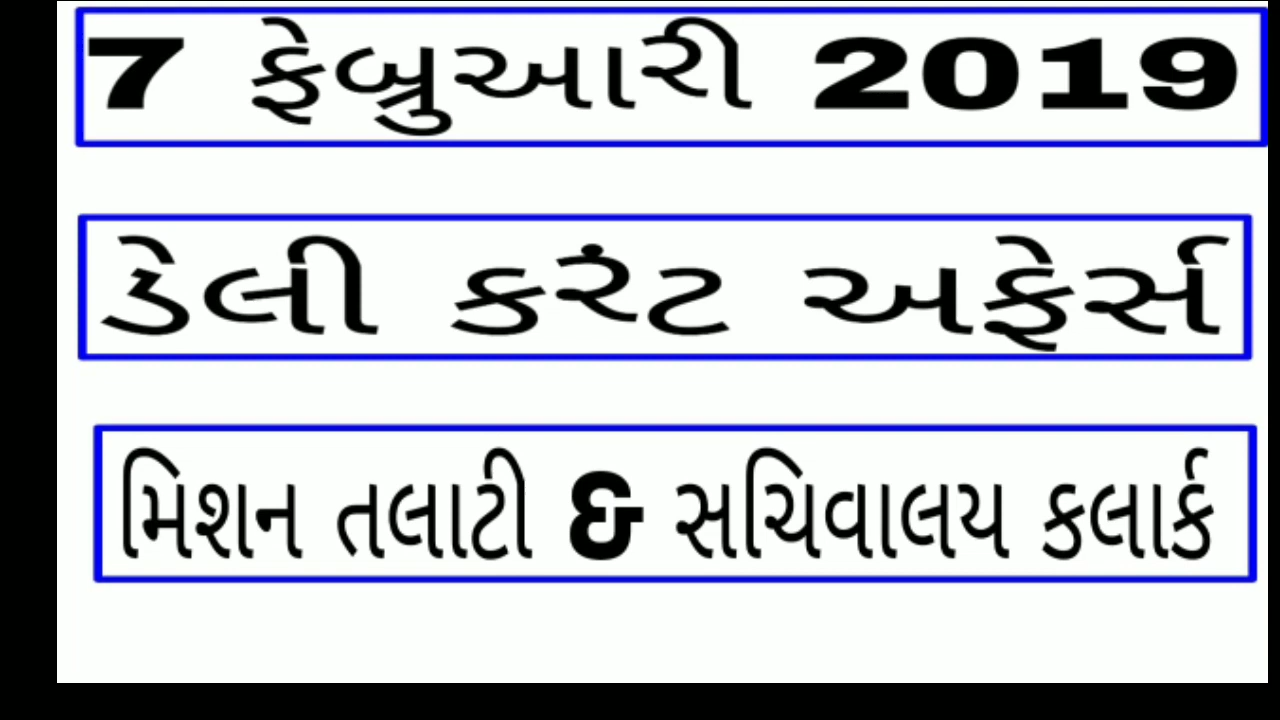 7 ફેબ્રુઆરી 2019
ડેલી કરંટ અફેર્સ
મિશન તલાટી & સચિવાલય કલાર્ક